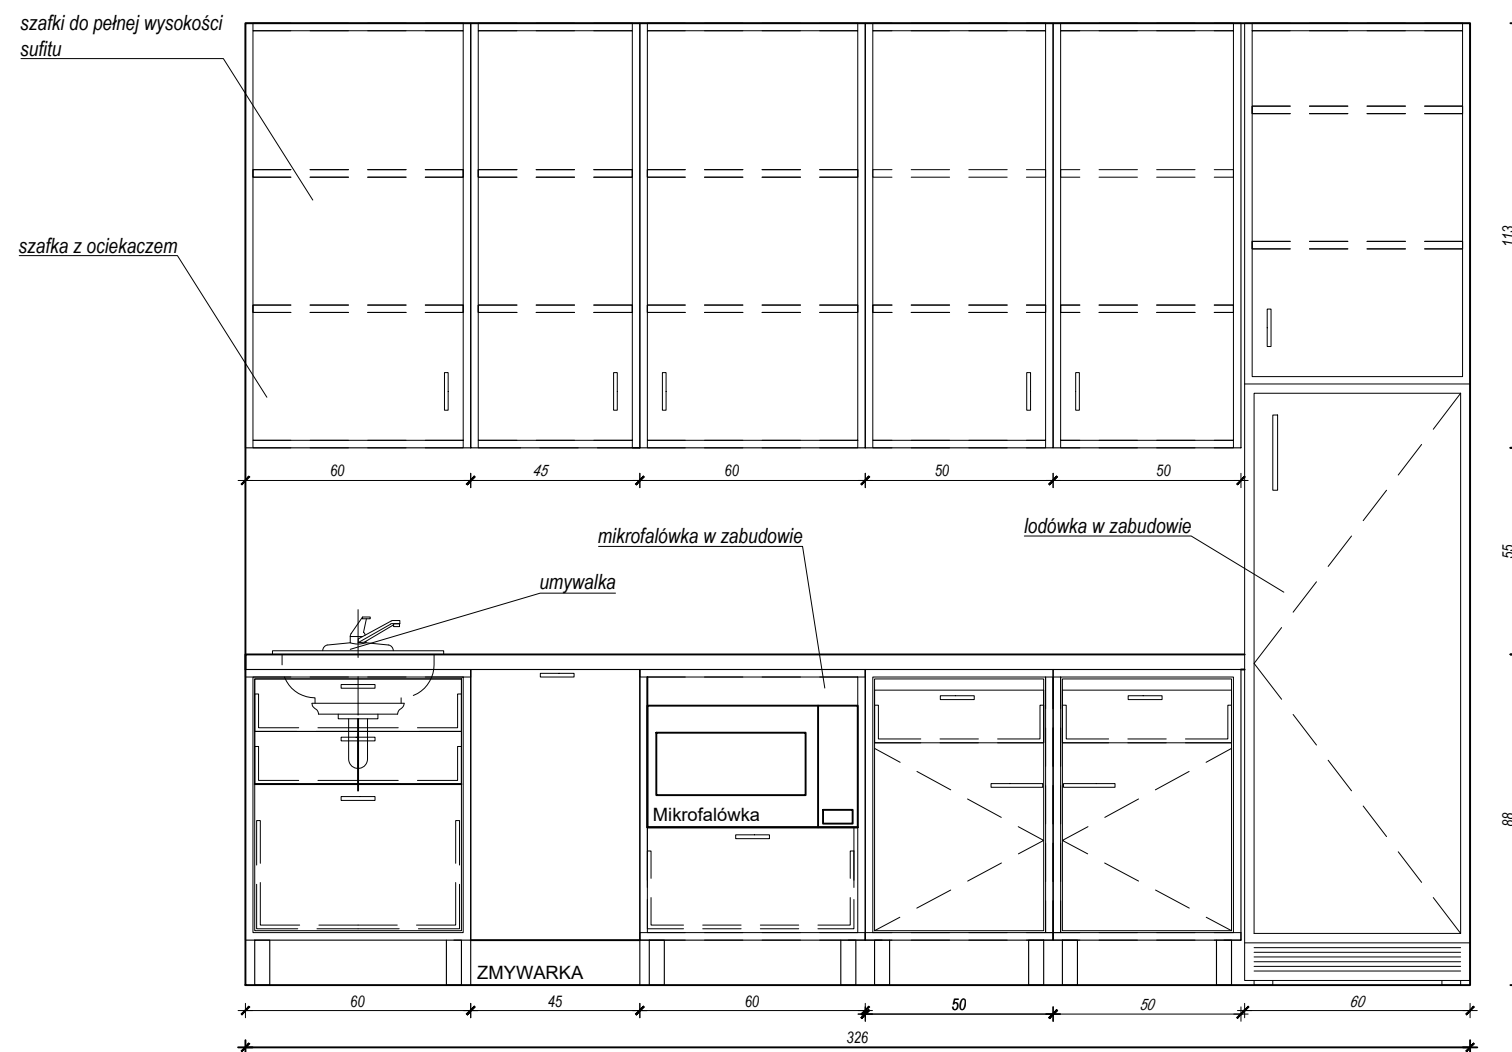 szafki do pełnej wysokości
sufitu
113
szafka z ociekaczem
60
45
60
50
50
lodówka w zabudowie
mikrofalówka w zabudowie
55
umywalka
Mikrofalówka
88
ZMYWARKA
60
45
60
50
50
60
326